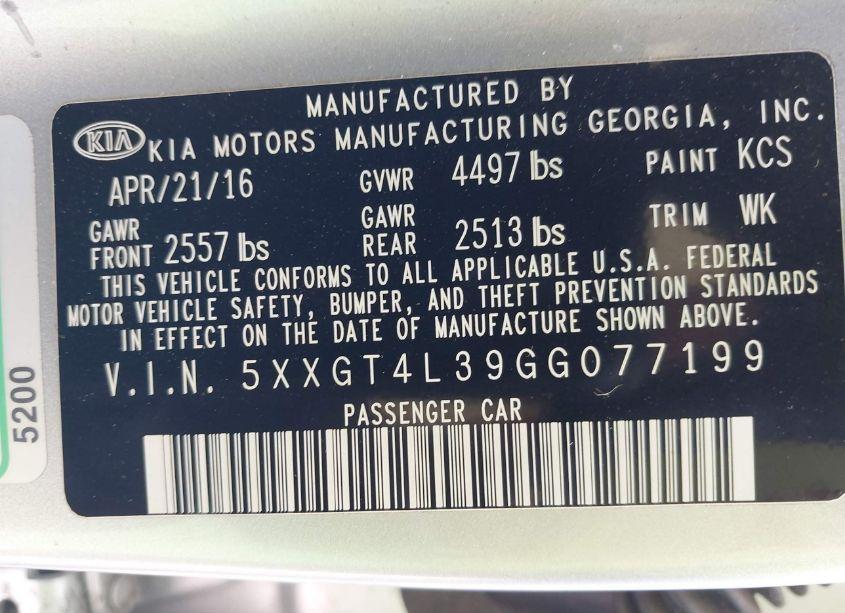 MANUFACTURED BY
KIA KIA MOTORS MANUFACTURING GEORGIA, INC.
APR/21/16 GVWR 4497 lbs PAINT KCS
GAWR FRONT 2557 lbs GAWR REAR 2513 lbs TRIM WK
THIS VEHICLE CONFORMS TO ALL APPLICABLE U.S.A. FEDERAL
MOTOR VEHICLE SAFETY, BUMPER, AND THEFT PREVENTION STANDARDS
IN EFFECT ON THE DATE OF MANUFACTURE SHOWN ABOVE.
V.I.N. 5XXGT4L39GG077199
PASSENGER CAR
5200